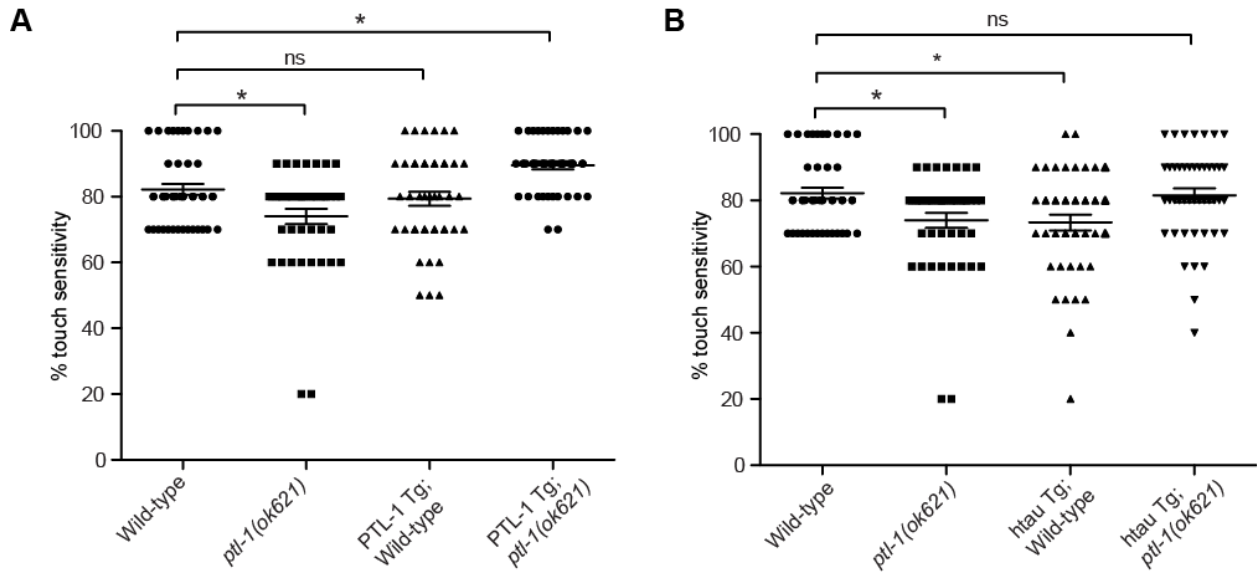 A
*
ns
*
100
80
60
40
20
0
% touch sensitivity
Wild-type
ptl-1(ok621)
PTL-1 Tg;
Wild-type
PTL-1 Tg;
ptl-1(ok621)
B
ns
*
*
100
80
60
40
20
0
% touch sensitivity
Wild-type
ptl-1(ok621)
htau Tg;
Wild-type
htau Tg;
ptl-1(ok621)